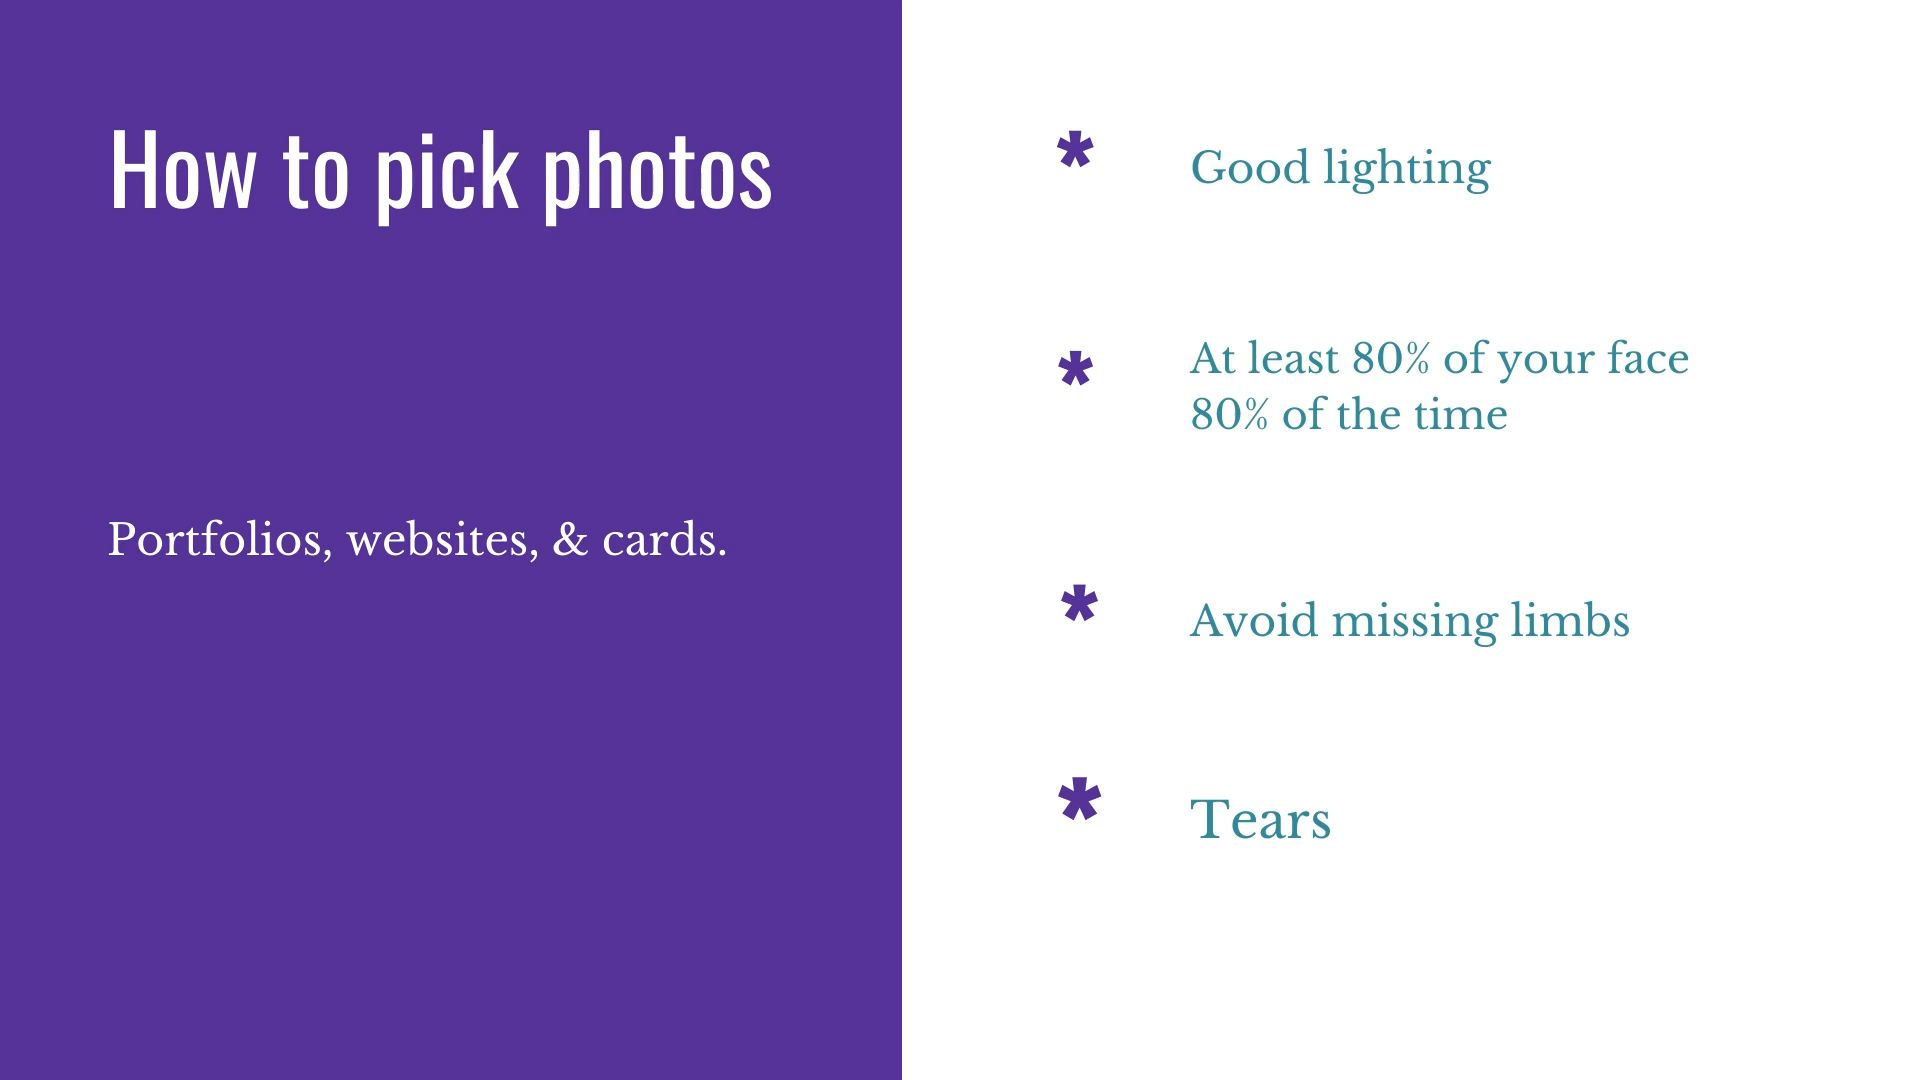 How to pick photos
Portfolios, websites, & cards.
* Good lighting
* At least 80% of your face
80% of the time
* Avoid missing limbs
* Tears